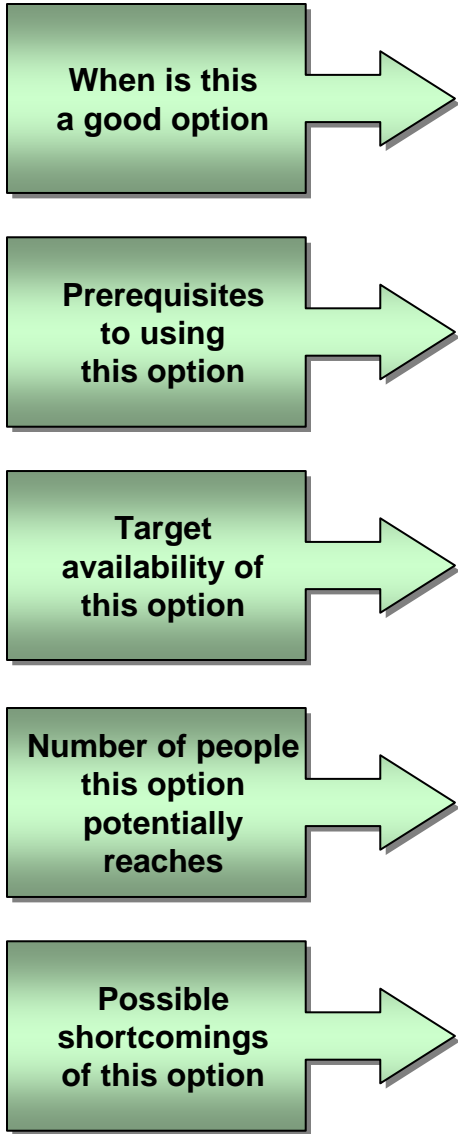 When is this
a good option
Prerequisites
to using
this option
Target
availability of
this option
Number of people
this option
potentially
reaches
Possible
shortcomings
of this option